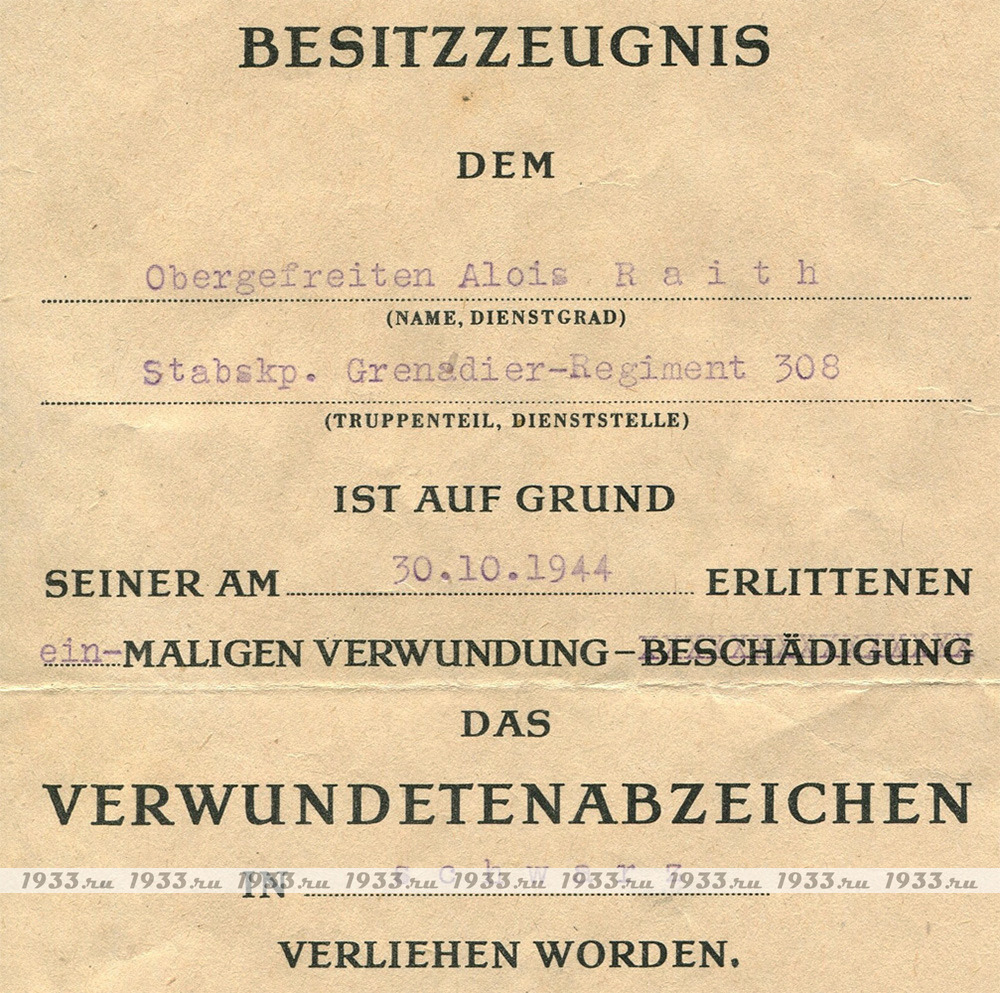 BESITZZEUGNIS
DEM
Obergefreiten Alois R a i t h
(NAME, DIENSTGRAD)
Stabskp. Grenadier-Regiment 308
(TRUPPENTEIL, DIENSTSTELLE)
IST AUF GRUND
SEINER AM 30.10.1944 ERLITTENEN
ein-MALIGEN VERWUNDUNG–BESCHÄDIGUNG
DAS
VERWUNDETENABZEICHEN
IN s c h w a r z
1933.ru 1933.ru 1933.ru 1933.ru 1933.ru 1933.ru 1933.ru 1933.ru 1933.ru
VERLIEHEN WORDEN.